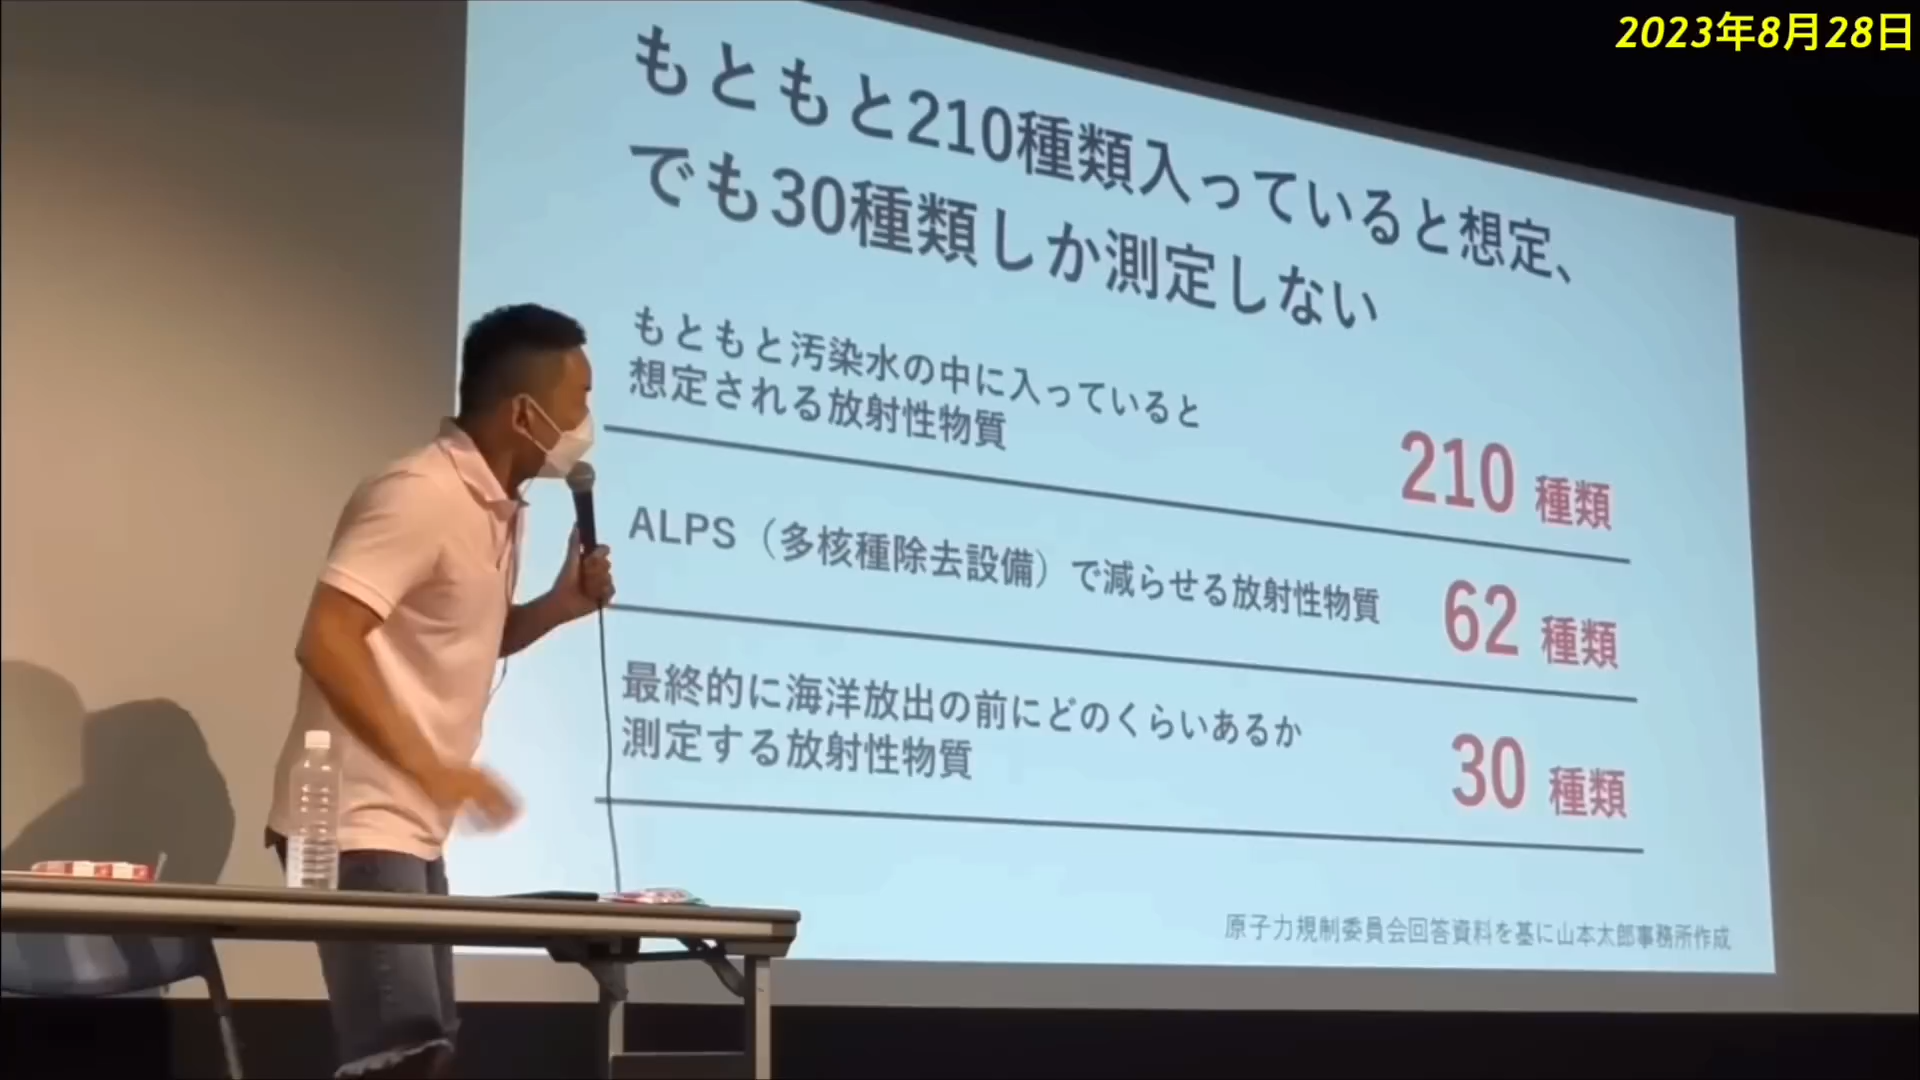 2023年8月28日
もともと210種類入っていると想定、
でも30種類しか測定しない
もともと汚染水の中に入っていると
想定される放射性物質
210 種類
ALPS（多核種除去設備）で減らせる放射性物質
62 種類
最終的に海洋放出の前にどのくらいあるか
測定する放射性物質
30 種類
原子力規制委員会回答資料を基に山本太郎事務所作成